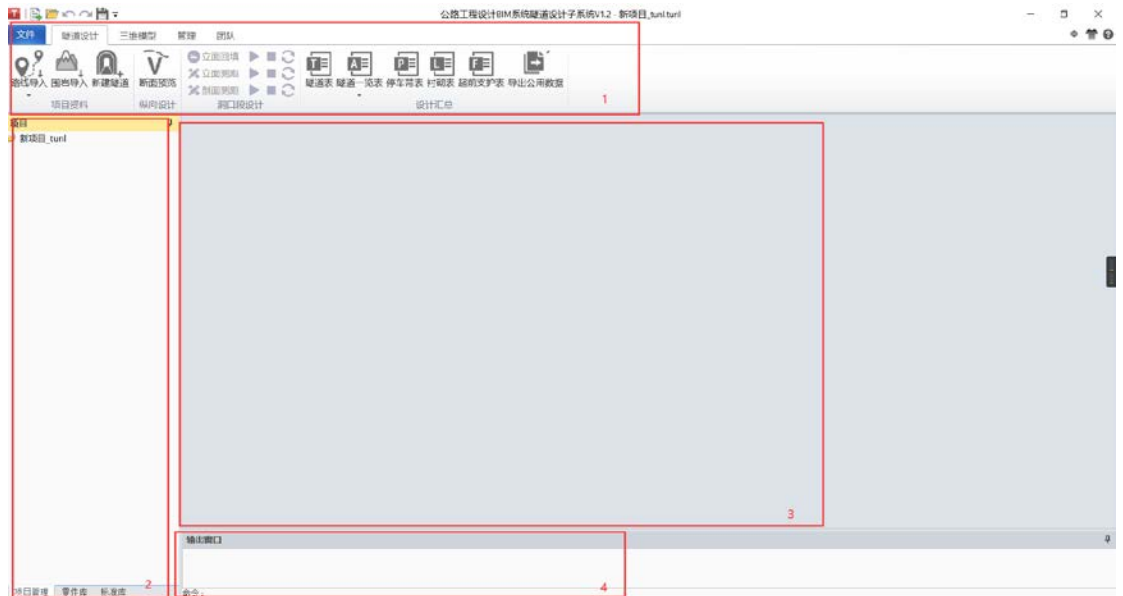 公路工程设计BIM系统隧道设计子系统V1.2 - 新项目_tunl.tunl
文件 隧道设计 三维模型 管理 团队
立面回填
立面刷坡
剖面刷坡
路线导入 围岩导入 新建隧道 断面预览 隧道表 隧道一览表 停车带表 衬砌表 超前支护表 导出公用数据
项目资料 纵向设计 洞口段设计 设计汇总
1
项目
新项目_tunl
3
输出窗口
2
4
命令:
项目管理 零件库 标准库